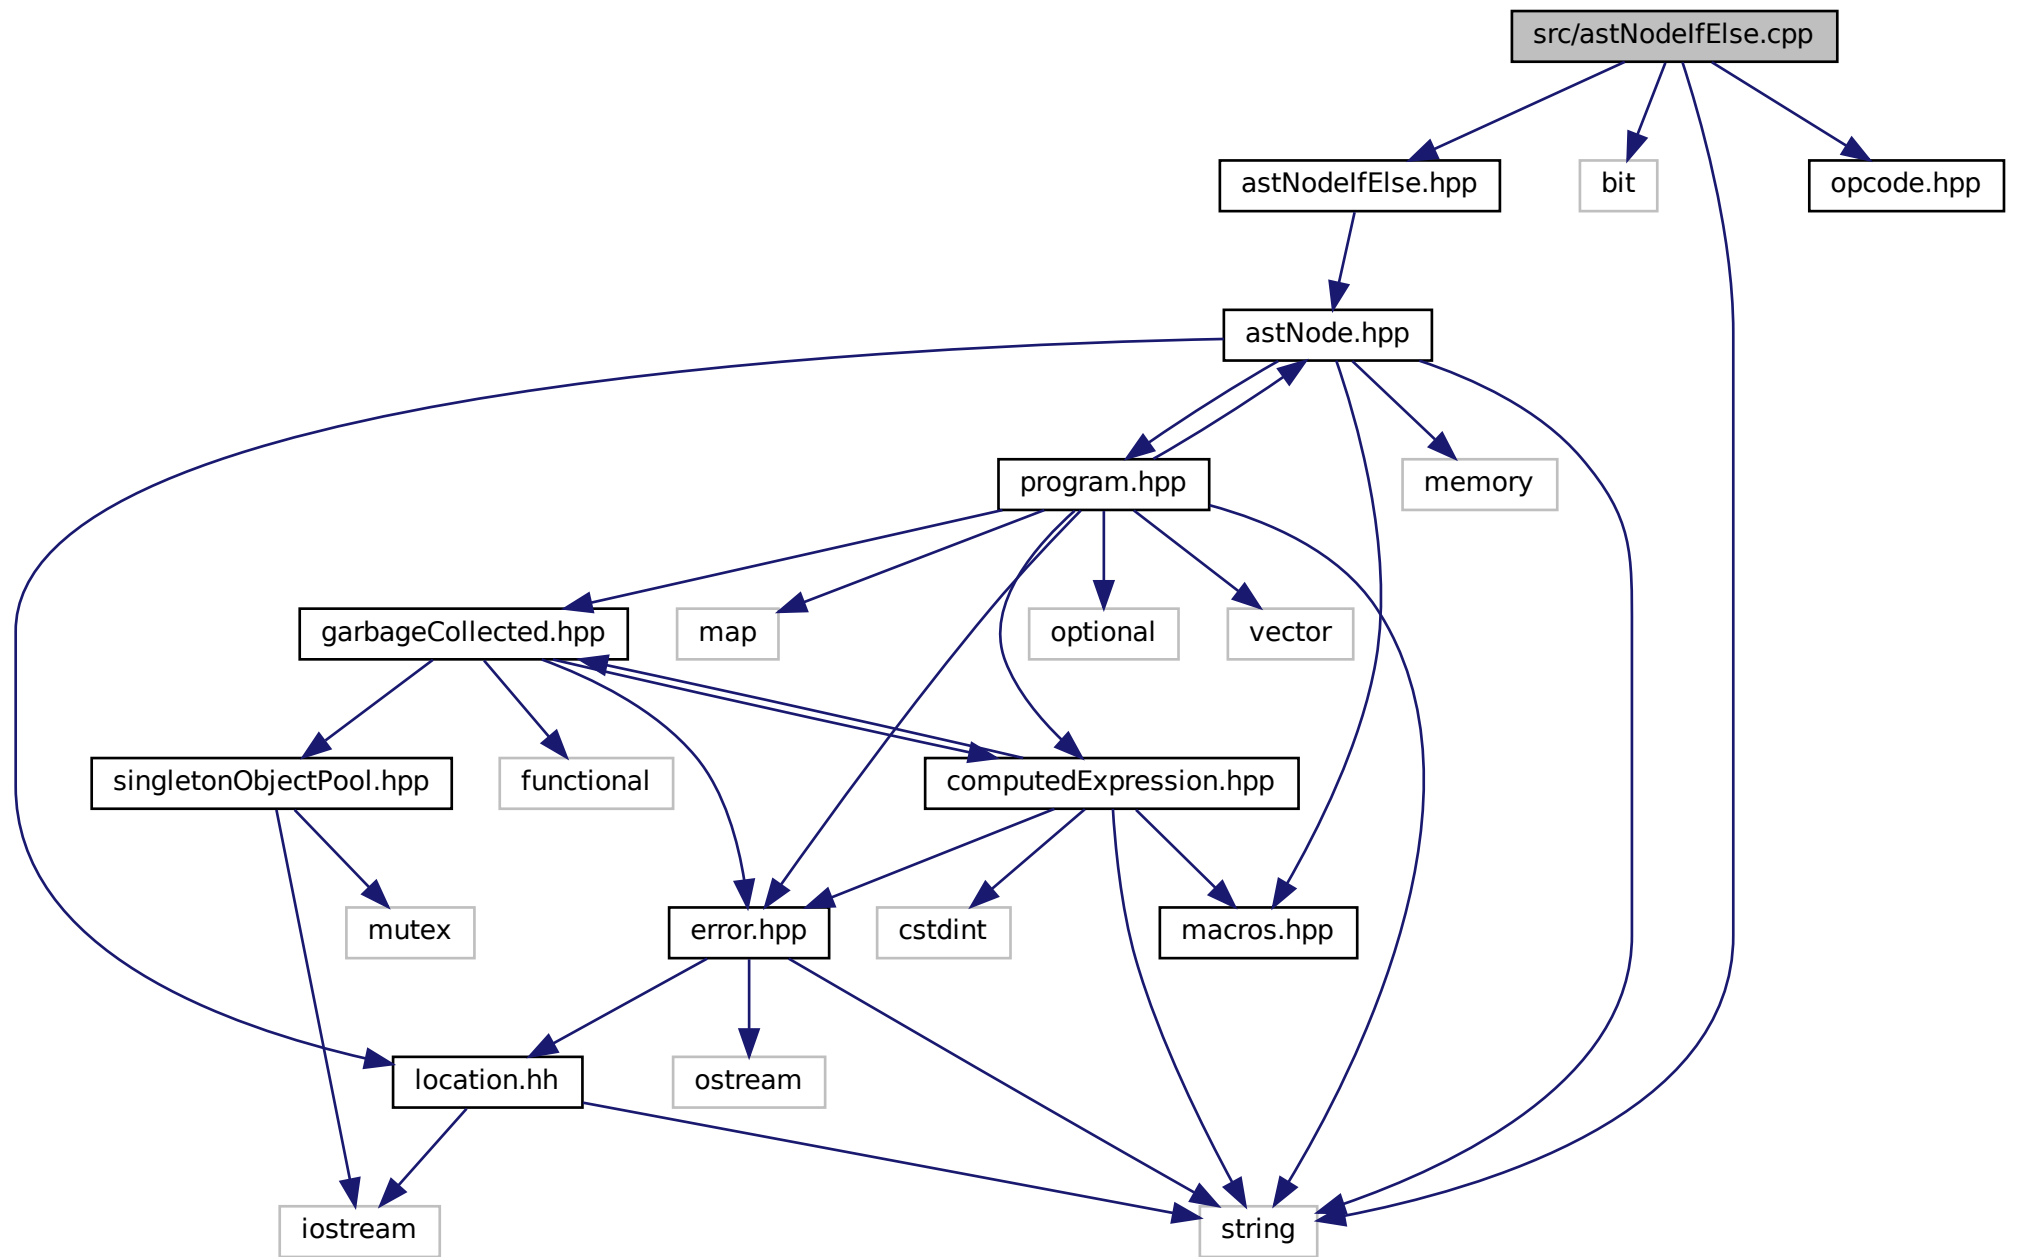 src/astNodeIfElse.cpp
astNodeIfElse.hpp
bit
opcode.hpp
astNode.hpp
program.hpp
memory
garbageCollected.hpp
map
optional
vector
singletonObjectPool.hpp
functional
computedExpression.hpp
mutex
error.hpp
cstdint
macros.hpp
location.hh
ostream
iostream
string